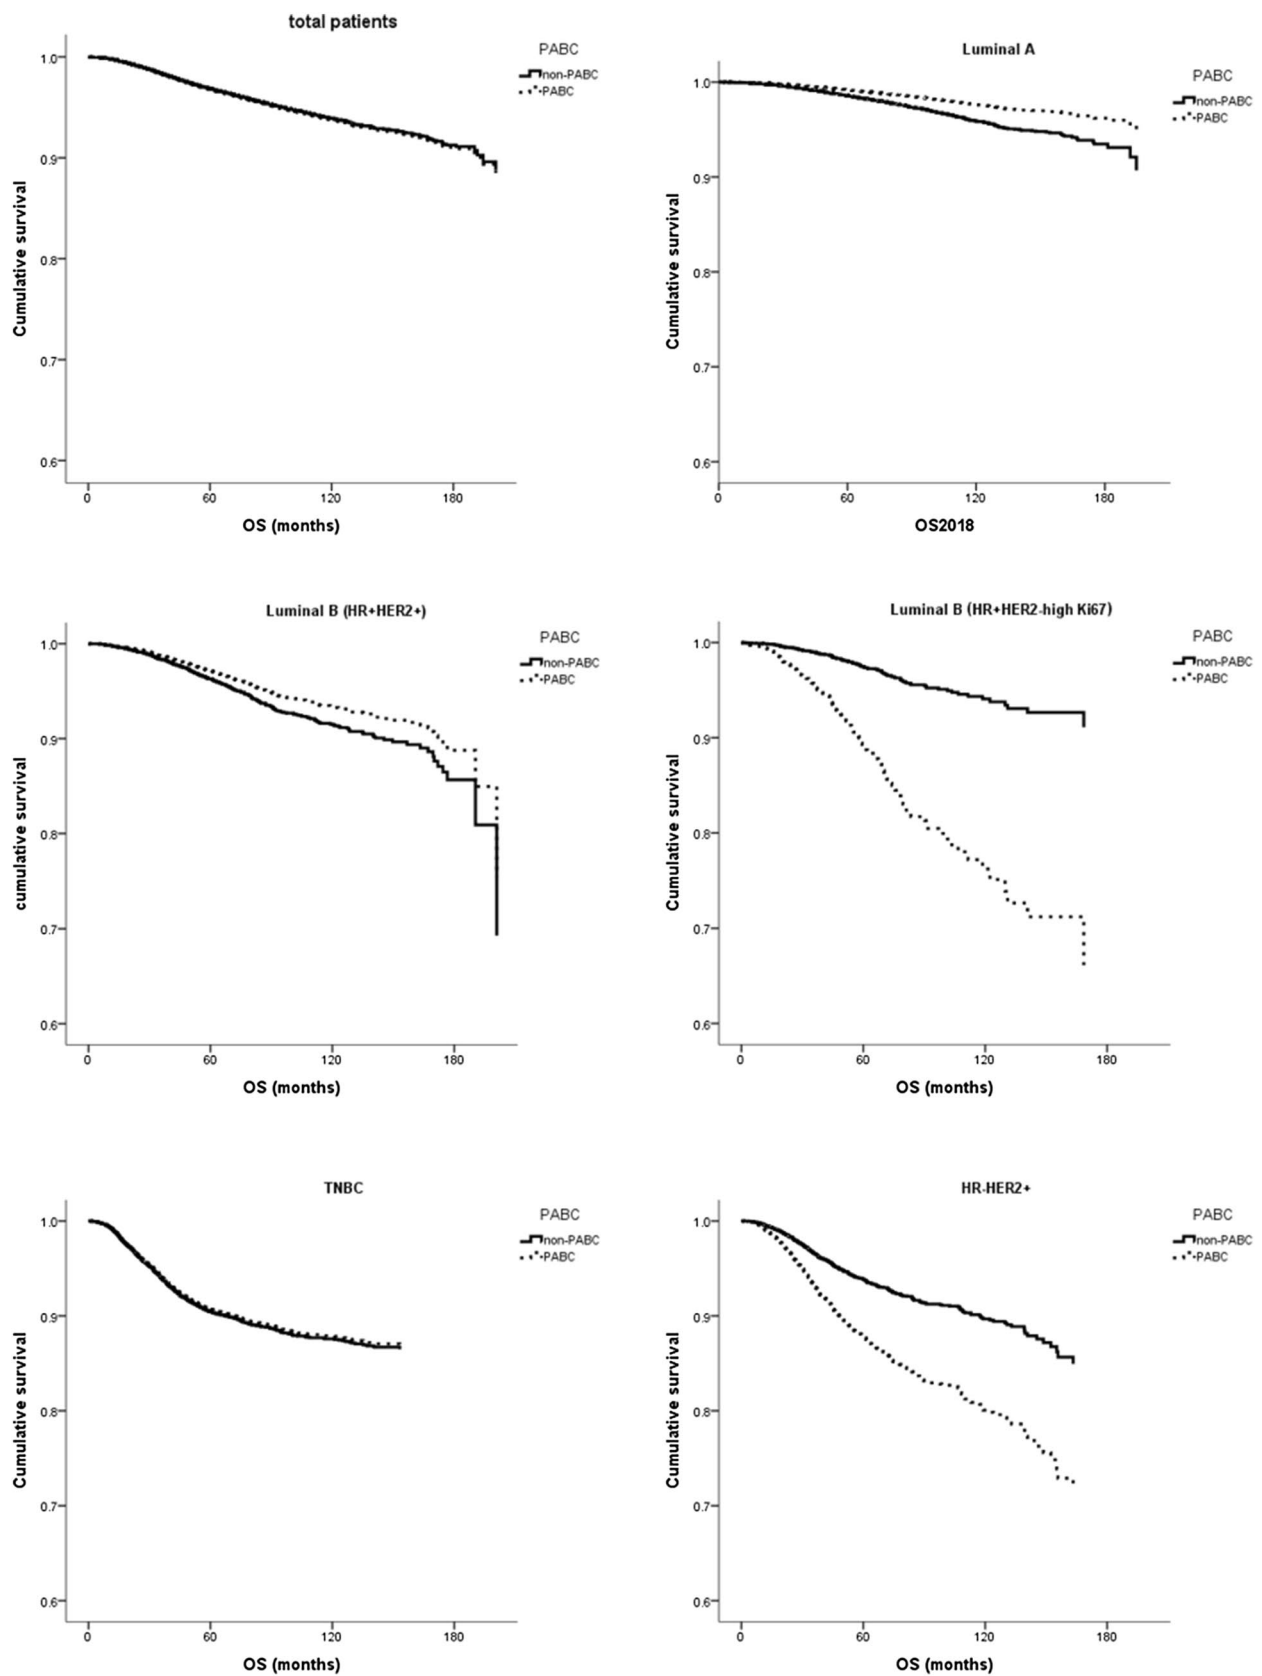 total patients
PABC
non-PABC
PABC
1.0
0.9
0.8
0.7
0.6
Cumulative survival
0 60 120 180
OS (months)
Luminal A
PABC
non-PABC
PABC
1.0
0.9
0.8
0.7
0.6
Cumulative survival
0 60 120 180
OS2018
Luminal B (HR+HER2+)
PABC
non-PABC
PABC
1.0
0.9
0.8
0.7
0.6
cumulative survival
0 60 120 180
OS (months)
Luminal B (HR+HER2-high Ki67)
PABC
non-PABC
PABC
1.0
0.9
0.8
0.7
0.6
Cumulative survival
0 60 120 180
OS (months)
TNBC
PABC
non-PABC
PABC
1.0
0.9
0.8
0.7
0.6
Cumulative survival
0 60 120 180
OS (months)
HR-HER2+
PABC
non-PABC
PABC
1.0
0.9
0.8
0.7
0.6
Cumulative survival
0 60 120 180
OS (months)